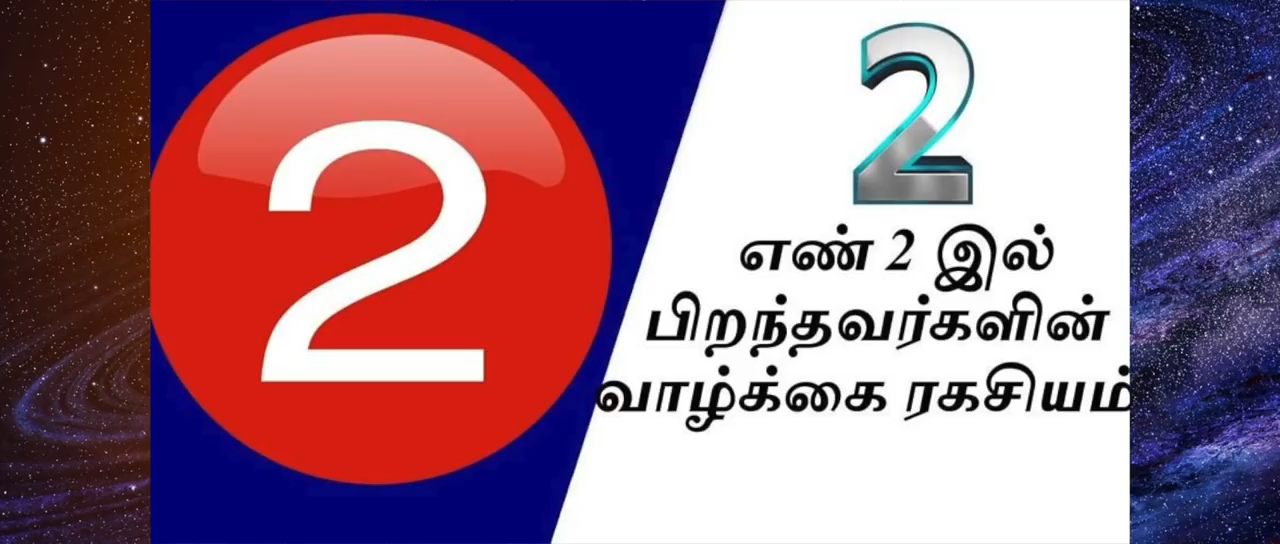 2
2
எண் 2 இல்
பிறந்தவர்களின்
வாழ்க்கை ரகசியம்